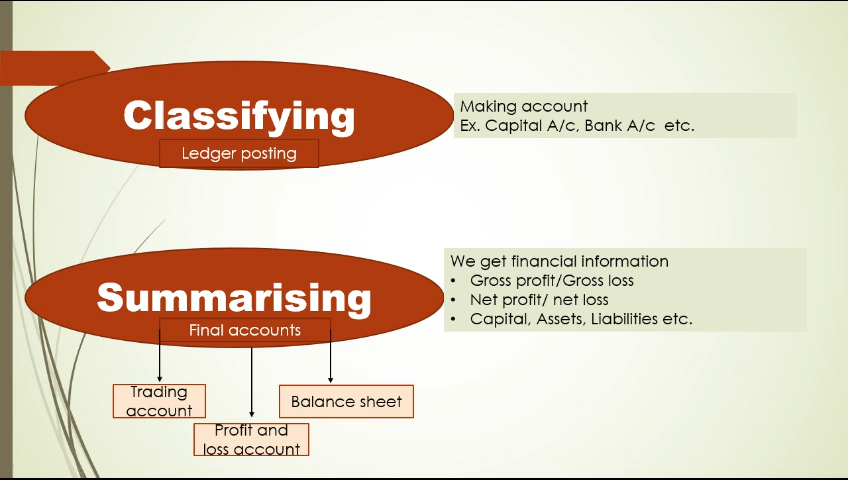 Classifying
Ledger posting
Making account
Ex. Capital A/c, Bank A/c etc.
Summarising
Final accounts
We get financial information
• Gross profit/Gross loss
• Net profit/ net loss
• Capital, Assets, Liabilities etc.
Trading
account
Balance sheet
Profit and
loss account